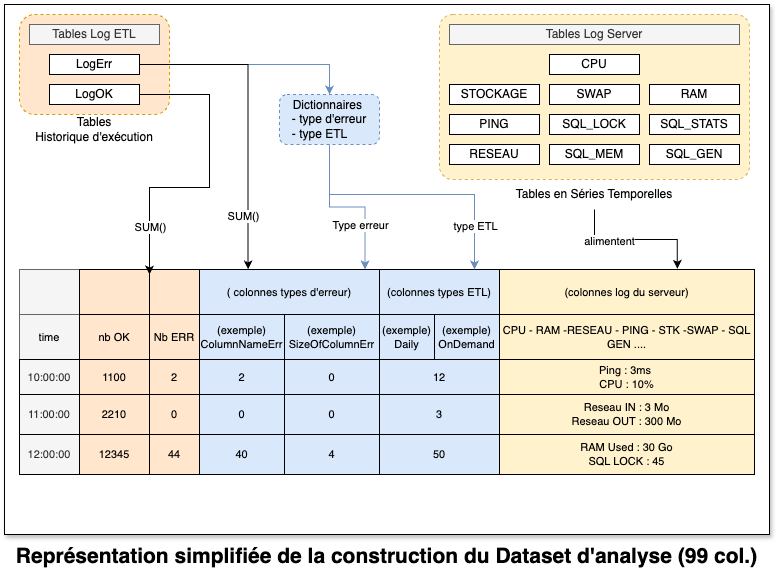 Tables Log ETL
LogErr
LogOK
Tables
Historique d'exécution
Dictionnaires
- type d'erreur
- type ETL
Tables Log Server
CPU
STOCKAGE
SWAP
RAM
PING
SQL_LOCK
SQL_STATS
RESEAU
SQL_MEM
SQL_GEN
Tables en Séries Temporelles
SUM()
SUM()
Type erreur
type ETL
alimentent
( colonnes types d'erreur)
(colonnes types ETL)
(colonnes log du serveur)
time
nb OK
Nb ERR
(exemple)
ColumnNameErr
(exemple)
SizeOfColumnErr
(exemple)
Daily
(exemple)
OnDemand
CPU - RAM -RESEAU - PING - STK -SWAP - SQL
GEN ....
10:00:00
1100
2
2
0
12
Ping : 3ms
CPU : 10%
11:00:00
2210
0
0
0
3
Reseau IN : 3 Mo
Reseau OUT : 300 Mo
12:00:00
12345
44
40
4
50
RAM Used : 30 Go
SQL LOCK : 45
Représentation simplifiée de la construction du Dataset d'analyse (99 col.)